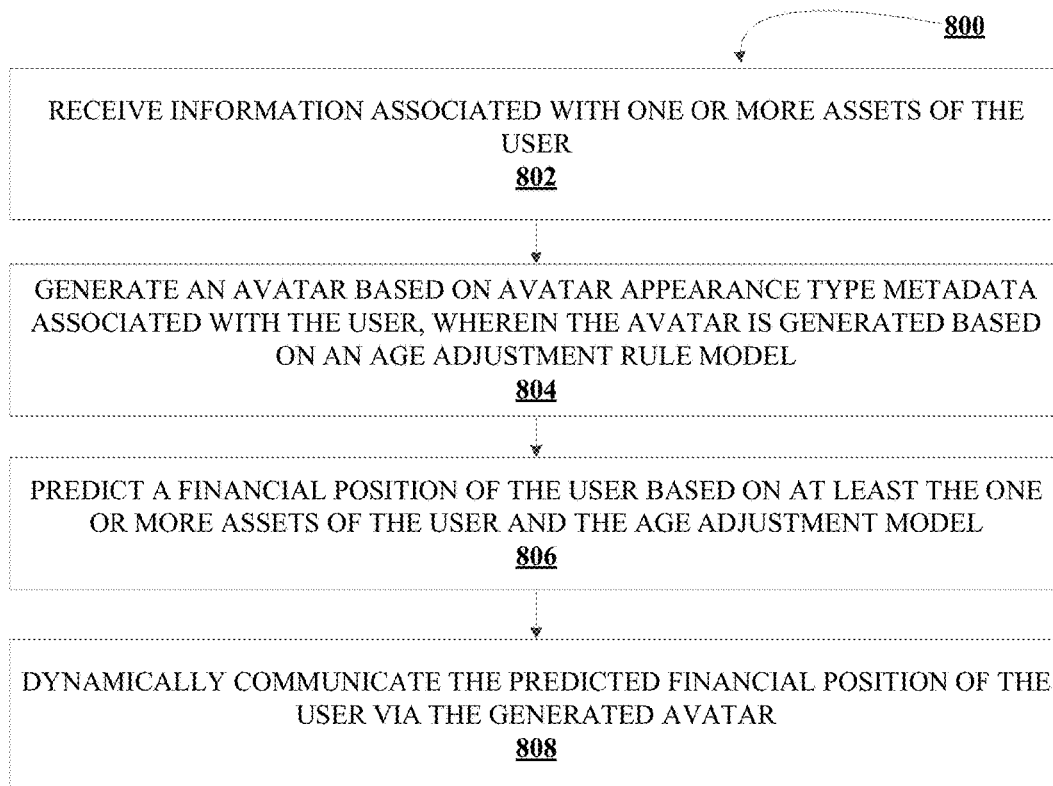 800
RECEIVE INFORMATION ASSOCIATED WITH ONE OR MORE ASSETS OF THE
USER
802
GENERATE AN AVATAR BASED ON AVATAR APPEARANCE TYPE METADATA
ASSOCIATED WITH THE USER, WHEREIN THE AVATAR IS GENERATED BASED
ON AN AGE ADJUSTMENT RULE MODEL
804
PREDICT A FINANCIAL POSITION OF THE USER BASED ON AT LEAST THE ONE
OR MORE ASSETS OF THE USER AND THE AGE ADJUSTMENT MODEL
806
DYNAMICALLY COMMUNICATE THE PREDICTED FINANCIAL POSITION OF THE
USER VIA THE GENERATED AVATAR
808